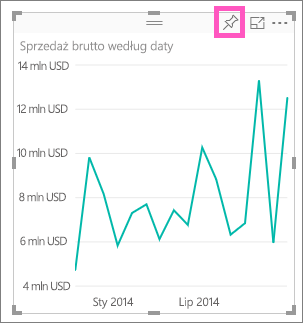 Sprzedaż brutto według daty
14 mln USD
12 mln USD
10 mln USD
8 mln USD
6 mln USD
4 mln USD
Sty 2014 Lip 2014